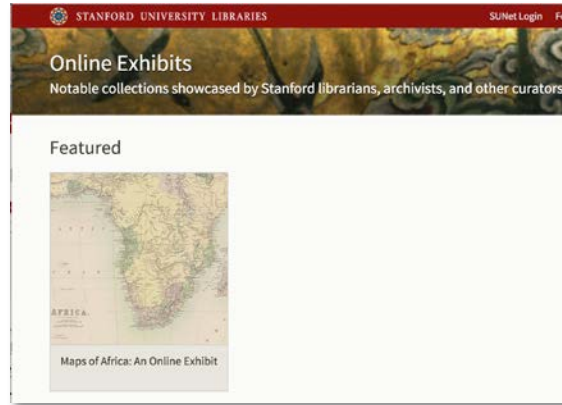 STANFORD UNIVERSITY LIBRARIES
SUNet Login
Online Exhibits
Notable collections showcased by Stanford librarians, archivists, and other curators
Featured
AFRICA.
Maps of Africa: An Online Exhibit